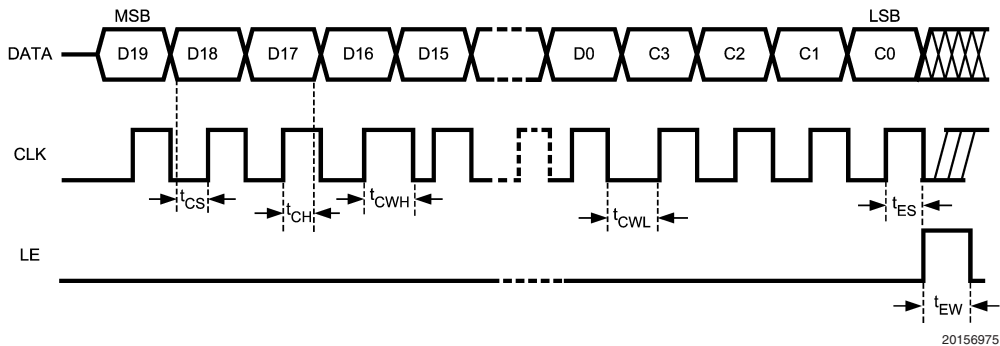 MSB LSB
DATA D19 D18 D17 D16 D15 D0 C3 C2 C1 C0
CLK
tCS tCH tCWH tCWL tES
LE
tEW
20156975